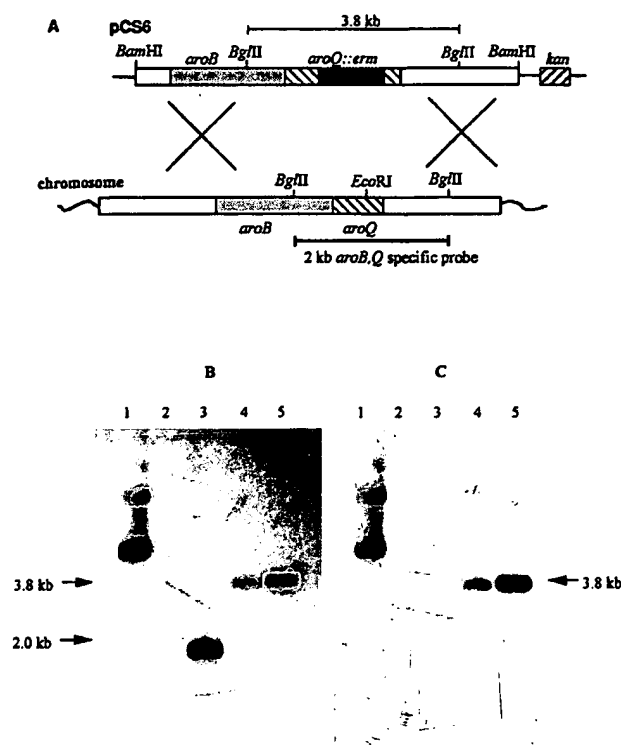 A pCS6 3.8 kb
BamHI aroB BglII aroQ::erm BglII BamHI kan
chromosome BglII EcoRI BglII
aroB aroQ
2 kb aroB,Q specific probe
B C
1 2 3 4 5 1 2 3 4 5
3.8 kb 3.8 kb
2.0 kb